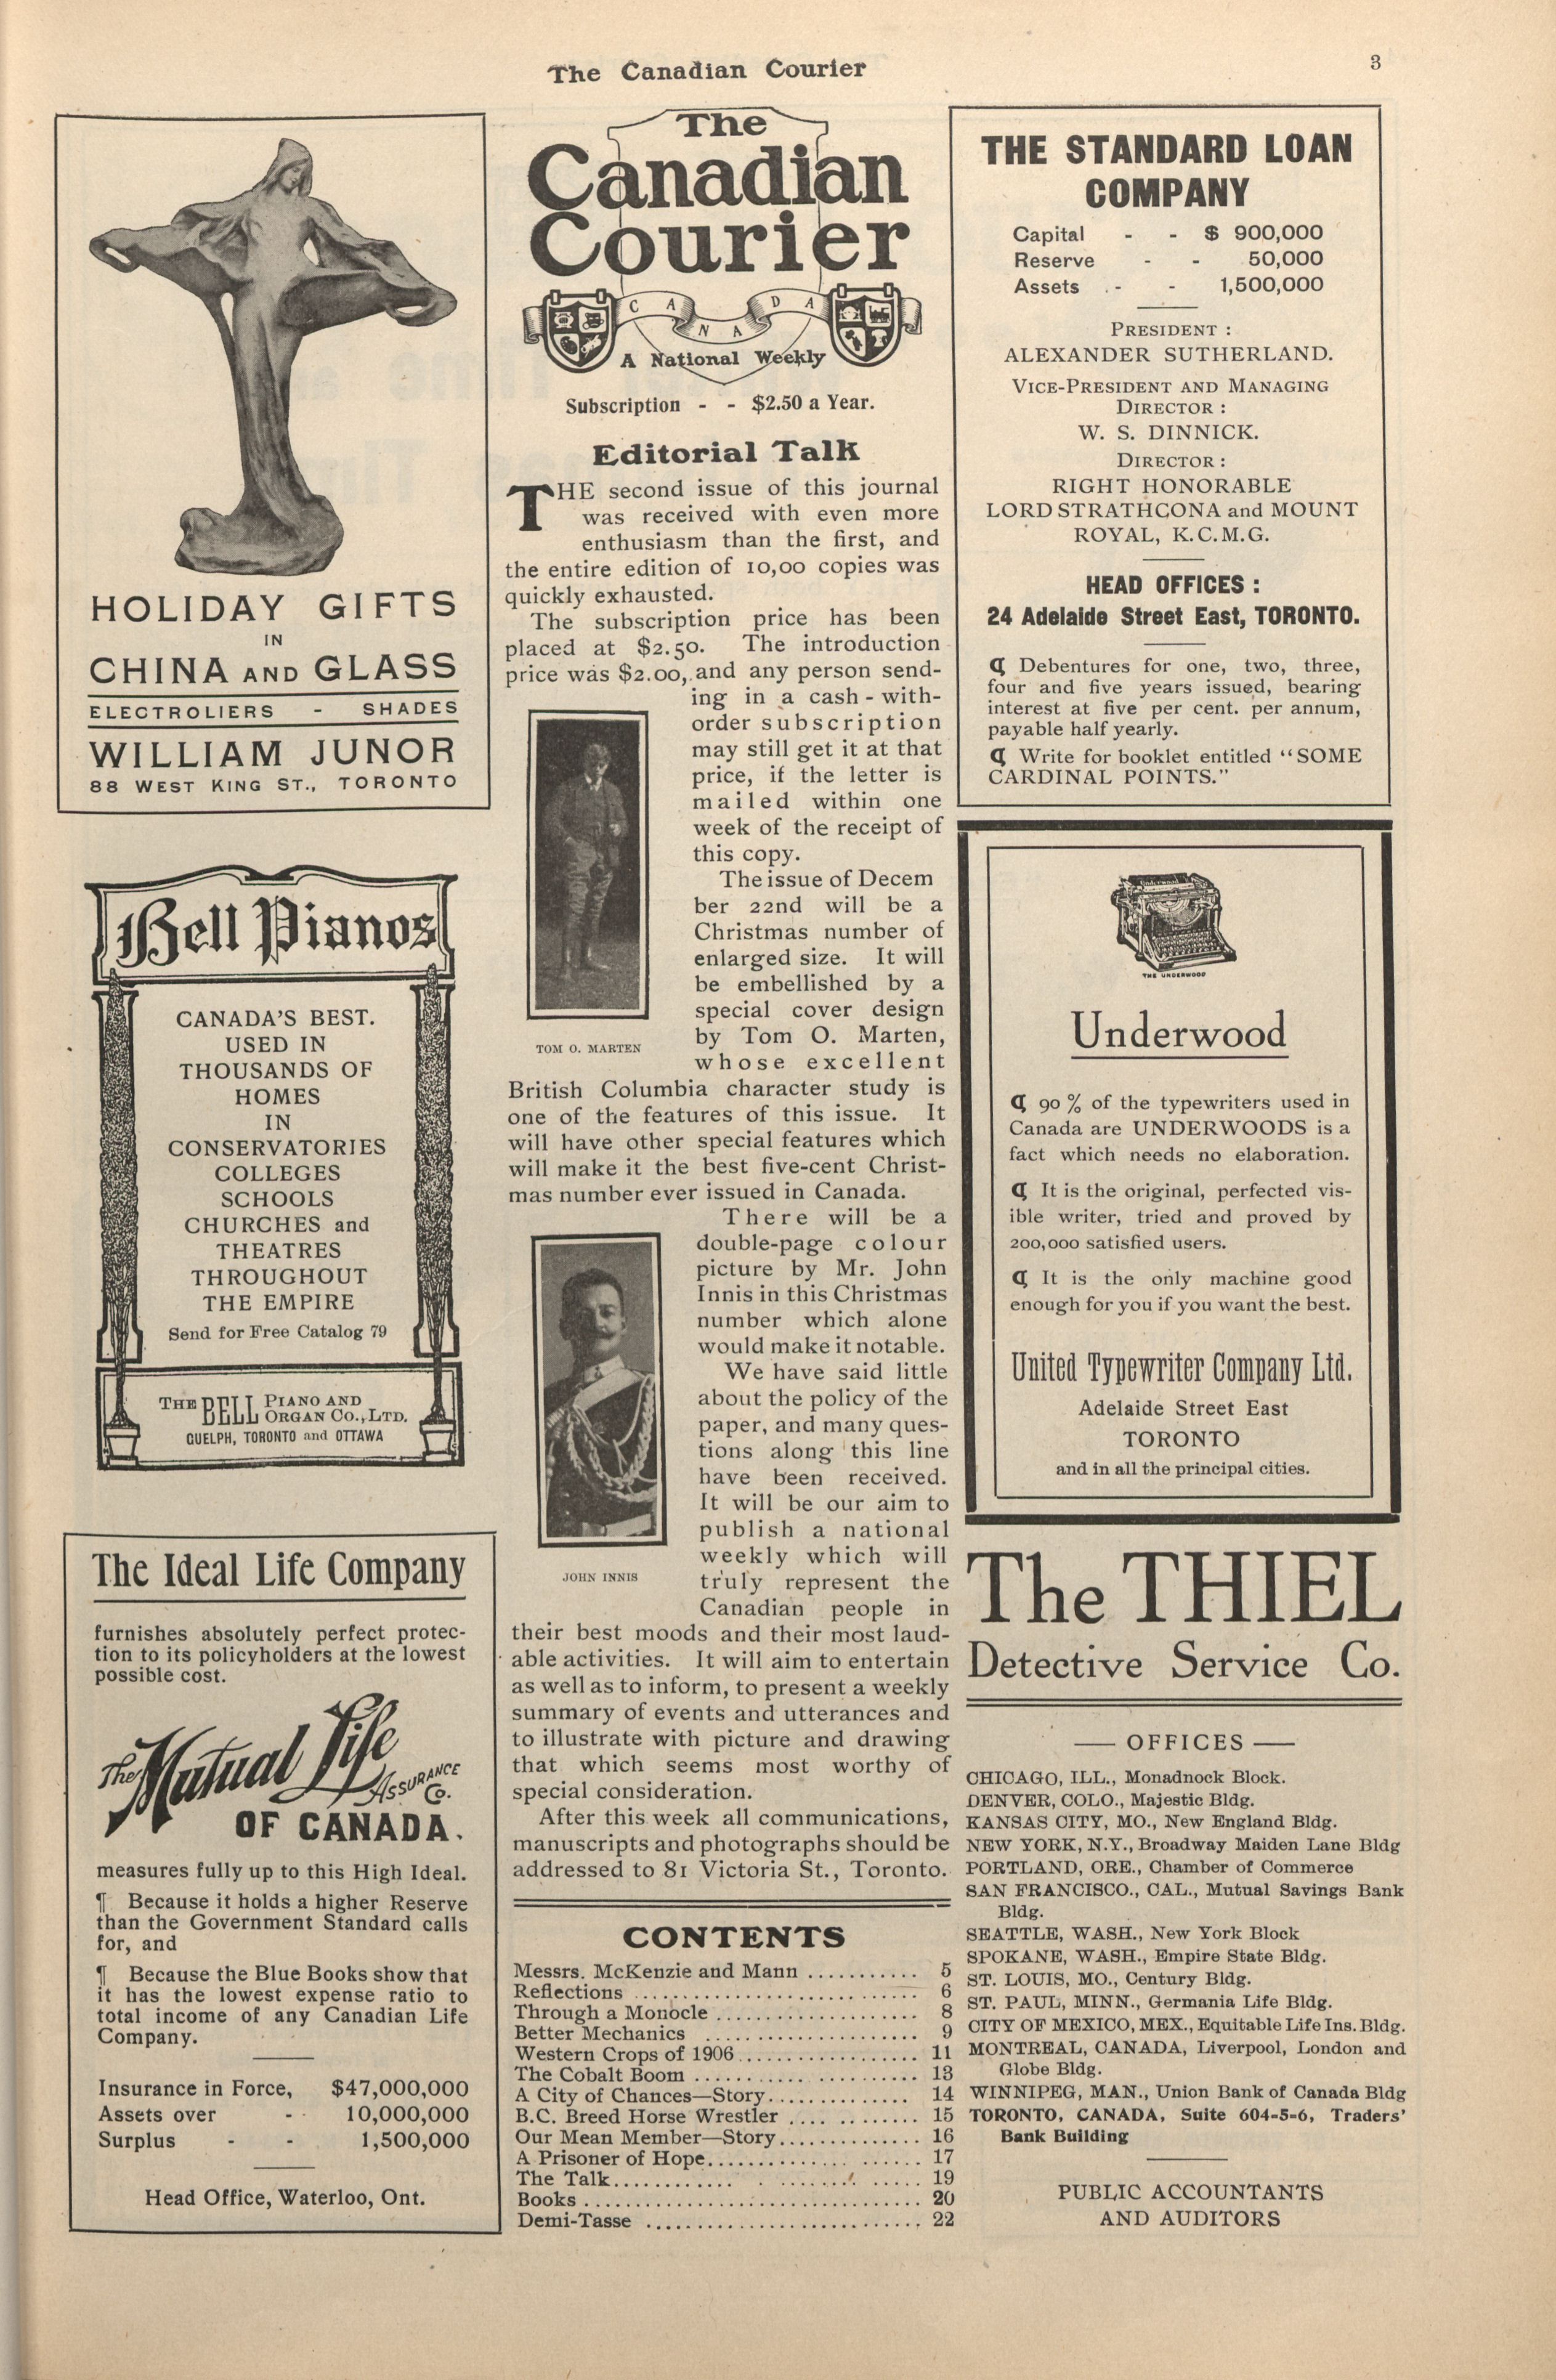 The Canadian Courier
3
HOLIDAY GIFTS
IN
CHINA AND GLASS
ELECTROLIERS - SHADES
WILLIAM JUNOR
88 WEST KING ST., TORONTO
Bell Pianos
CANADA'S BEST.
USED IN
THOUSANDS OF
HOMES
IN
CONSERVATORIES
COLLEGES
SCHOOLS
CHURCHES and
THEATRES
THROUGHOUT
THE EMPIRE
Send for Free Catalog 79
THE BELL PIANO AND
ORGAN CO., LTD.
GUELPH, TORONTO and OTTAWA
The Ideal Life Company
furnishes absolutely perfect protec-
tion to its policyholders at the lowest
possible cost.
The Mutual Life
ASSURANCE
CO.
OF CANADA.
measures fully up to this High Ideal.
¶ Because it holds a higher Reserve
than the Government Standard calls
for, and
¶ Because the Blue Books show that
it has the lowest expense ratio to
total income of any Canadian Life
Company.
Insurance in Force, $47,000,000
Assets over - 10,000,000
Surplus - - 1,500,000
Head Office, Waterloo, Ont.
The
Canadian
Courier
CANADA
A National Weekly
Subscription - - $2.50 a Year.
Editorial Talk
THE second issue of this journal
was received with even more
enthusiasm than the first, and
the entire edition of 10,00 copies was
quickly exhausted.
The subscription price has been
placed at $2.50. The introduction
price was $2.00, and any person send-
ing in a cash-with-
order subscription
may still get it at that
price, if the letter is
mailed within one
week of the receipt of
this copy.
The issue of Decem
ber 22nd will be a
Christmas number of
enlarged size. It will
be embellished by a
special cover design
by Tom O. Marten,
whose excellent
TOM O. MARTEN
British Columbia character study is
one of the features of this issue. It
will have other special features which
will make it the best five-cent Christ-
mas number ever issued in Canada.
There will be a
double-page colour
picture by Mr. John
Innis in this Christmas
number which alone
would make it notable.
We have said little
about the policy of the
paper, and many ques-
tions along this line
have been received.
It will be our aim to
publish a national
weekly which will
truly represent the
Canadian people in
JOHN INNIS
their best moods and their most laud-
able activities. It will aim to entertain
as well as to inform, to present a weekly
summary of events and utterances and
to illustrate with picture and drawing
that which seems most worthy of
special consideration.
After this week all communications,
manuscripts and photographs should be
addressed to 81 Victoria St., Toronto.
CONTENTS
Messrs. McKenzie and Mann ........... 5
Reflections ........................... 6
Through a Monocle .................... 8
Better Mechanics ..................... 9
Western Crops of 1906.................. 11
The Cobalt Boom ...................... 13
A City of Chances—Story.............. 14
B.C. Breed Horse Wrestler ............ 15
Our Mean Member—Story.............. 16
A Prisoner of Hope..................... 17
The Talk............................... 19
Books ................................. 20
Demi-Tasse ........................... 22
THE STANDARD LOAN
COMPANY
Capital - - $ 900,000
Reserve - - 50,000
Assets - - 1,500,000
PRESIDENT :
ALEXANDER SUTHERLAND.
VICE-PRESIDENT AND MANAGING
DIRECTOR :
W. S. DINNICK.
DIRECTOR :
RIGHT HONORABLE
LORD STRATHCONA and MOUNT
ROYAL, K.C.M.G.
HEAD OFFICES :
24 Adelaide Street East, TORONTO.
¶ Debentures for one, two, three,
four and five years issued, bearing
interest at five per cent. per annum,
payable half yearly.
¶ Write for booklet entitled "SOME
CARDINAL POINTS."
THE UNDERWOOD
Underwood
¶ 90 % of the typewriters used in
Canada are UNDERWOODS is a
fact which needs no elaboration.
¶ It is the original, perfected vis-
ible writer, tried and proved by
200,000 satisfied users.
¶ It is the only machine good
enough for you if you want the best.
United Typewriter Company Ltd.
Adelaide Street East
TORONTO
and in all the principal cities.
The THIEL
Detective Service Co.
— OFFICES —
CHICAGO, ILL., Monadnock Block.
DENVER, COLO., Majestic Bldg.
KANSAS CITY, MO., New England Bldg.
NEW YORK, N.Y., Broadway Maiden Lane Bldg
PORTLAND, ORE., Chamber of Commerce
SAN FRANCISCO., CAL., Mutual Savings Bank
Bldg.
SEATTLE, WASH., New York Block
SPOKANE, WASH., Empire State Bldg.
ST. LOUIS, MO., Century Bldg.
ST. PAUL, MINN., Germania Life Bldg.
CITY OF MEXICO, MEX., Equitable Life Ins. Bldg.
MONTREAL, CANADA, Liverpool, London and
Globe Bldg.
WINNIPEG, MAN., Union Bank of Canada Bldg
TORONTO, CANADA, Suite 604-5-6, Traders'
Bank Building
PUBLIC ACCOUNTANTS
AND AUDITORS